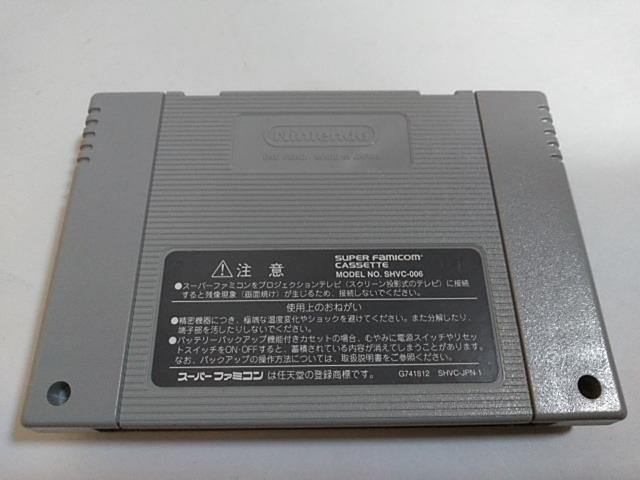 Nintendo
PAT. PEND. MADE IN JAPAN
⚠注意
SUPER FAMICOM
CASSETTE
MODEL NO. SHVC-006
●スーパーファミコンをプロジェクションテレビ（スクリーン投影式のテレビ）に接続
すると残像現象（画面焼け）が生じるため、接続しないでください。
使用上のおねがい
●精密機器につき、極端な温度変化やショックを避けてください。また分解したり、
端子部を汚したりしないでください。
●バッテリーバックアップ機能付きカセットの場合、むやみに電源スイッチやリセ
ットスイッチをON・OFFすると、蓄積されている内容が消えてしまうことがあります。
なお、バックアップの操作方法については、取扱説明書をご参照ください。
スーパーファミコンは任天堂の登録商標です。
G741812 SHVC-JPN-1